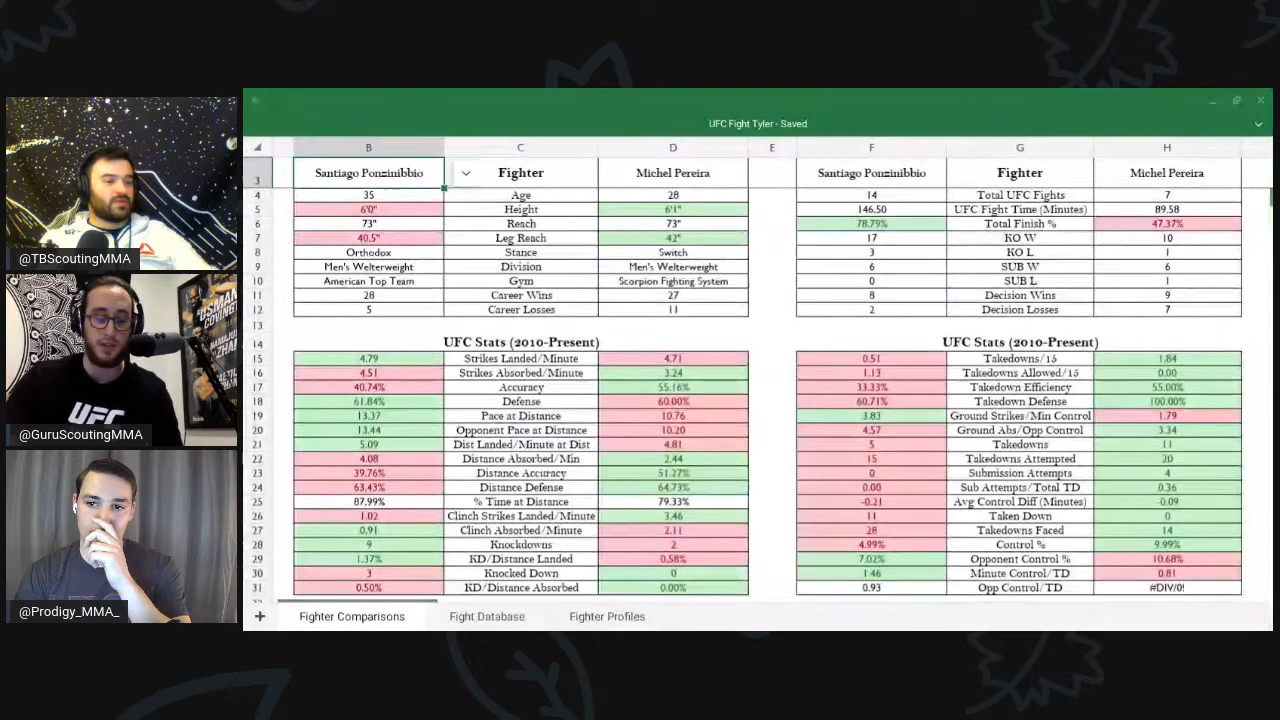 UFC Fight Tyler - Saved
B C D E F G H
3 Santiago Ponzinibbio Fighter Michel Pereira Santiago Ponzinibbio Fighter Michel Pereira
4 35 Age 28 14 Total UFC Fights 7
5 6'0" Height 6'1" 146.50 UFC Fight Time (Minutes) 89.58
6 73" Reach 73" 78.79% Total Finish % 47.37%
7 40.5" Leg Reach 42" 17 KO W 10
8 Orthodox Stance Switch 3 KO L 1
9 Men's Welterweight Division Men's Welterweight 6 SUB W 6
10 American Top Team Gym Scorpion Fighting System 0 SUB L 1
11 28 Career Wins 27 8 Decision Wins 9
12 5 Career Losses 11 2 Decision Losses 7
13
14 UFC Stats (2010-Present) UFC Stats (2010-Present)
15 4.79 Strikes Landed/Minute 4.71 0.51 Takedowns/15 1.84
16 4.51 Strikes Absorbed/Minute 3.24 1.13 Takedowns Allowed/15 0.00
17 40.74% Accuracy 55.16% 33.33% Takedown Efficiency 55.00%
18 61.84% Defense 60.00% 60.71% Takedown Defense 100.00%
19 13.37 Pace at Distance 10.76 3.83 Ground Strikes/Min Control 1.79
20 13.44 Opponent Pace at Distance 10.20 4.57 Ground Abs/Opp Control 3.34
21 5.09 Dist Landed/Minute at Dist 4.81 5 Takedowns 11
22 4.08 Distance Absorbed/Min 2.44 15 Takedowns Attempted 20
23 39.76% Distance Accuracy 51.27% 0 Submission Attempts 4
24 63.43% Distance Defense 64.73% 0.00 Sub Attempts/Total TD 0.36
25 87.99% % Time at Distance 79.33% -0.21 Avg Control Diff (Minutes) -0.09
26 1.02 Clinch Strikes Landed/Minute 3.46 11 Taken Down 0
27 0.91 Clinch Absorbed/Minute 2.11 28 Takedowns Faced 14
28 9 Knockdowns 2 4.99% Control % 9.99%
29 1.37% KD/Distance Landed 0.58% 7.02% Opponent Control % 10.68%
30 3 Knocked Down 0 1.46 Minute Control/TD 0.81
31 0.50% KD/Distance Absorbed 0.00% 0.93 Opp Control/TD #DIV/0!
+ Fighter Comparisons Fight Database Fighter Profiles
@TBScoutingMMA
USMAN
COVINGT
UFC
@GuruScoutingMMA
@Prodigy_MMA_